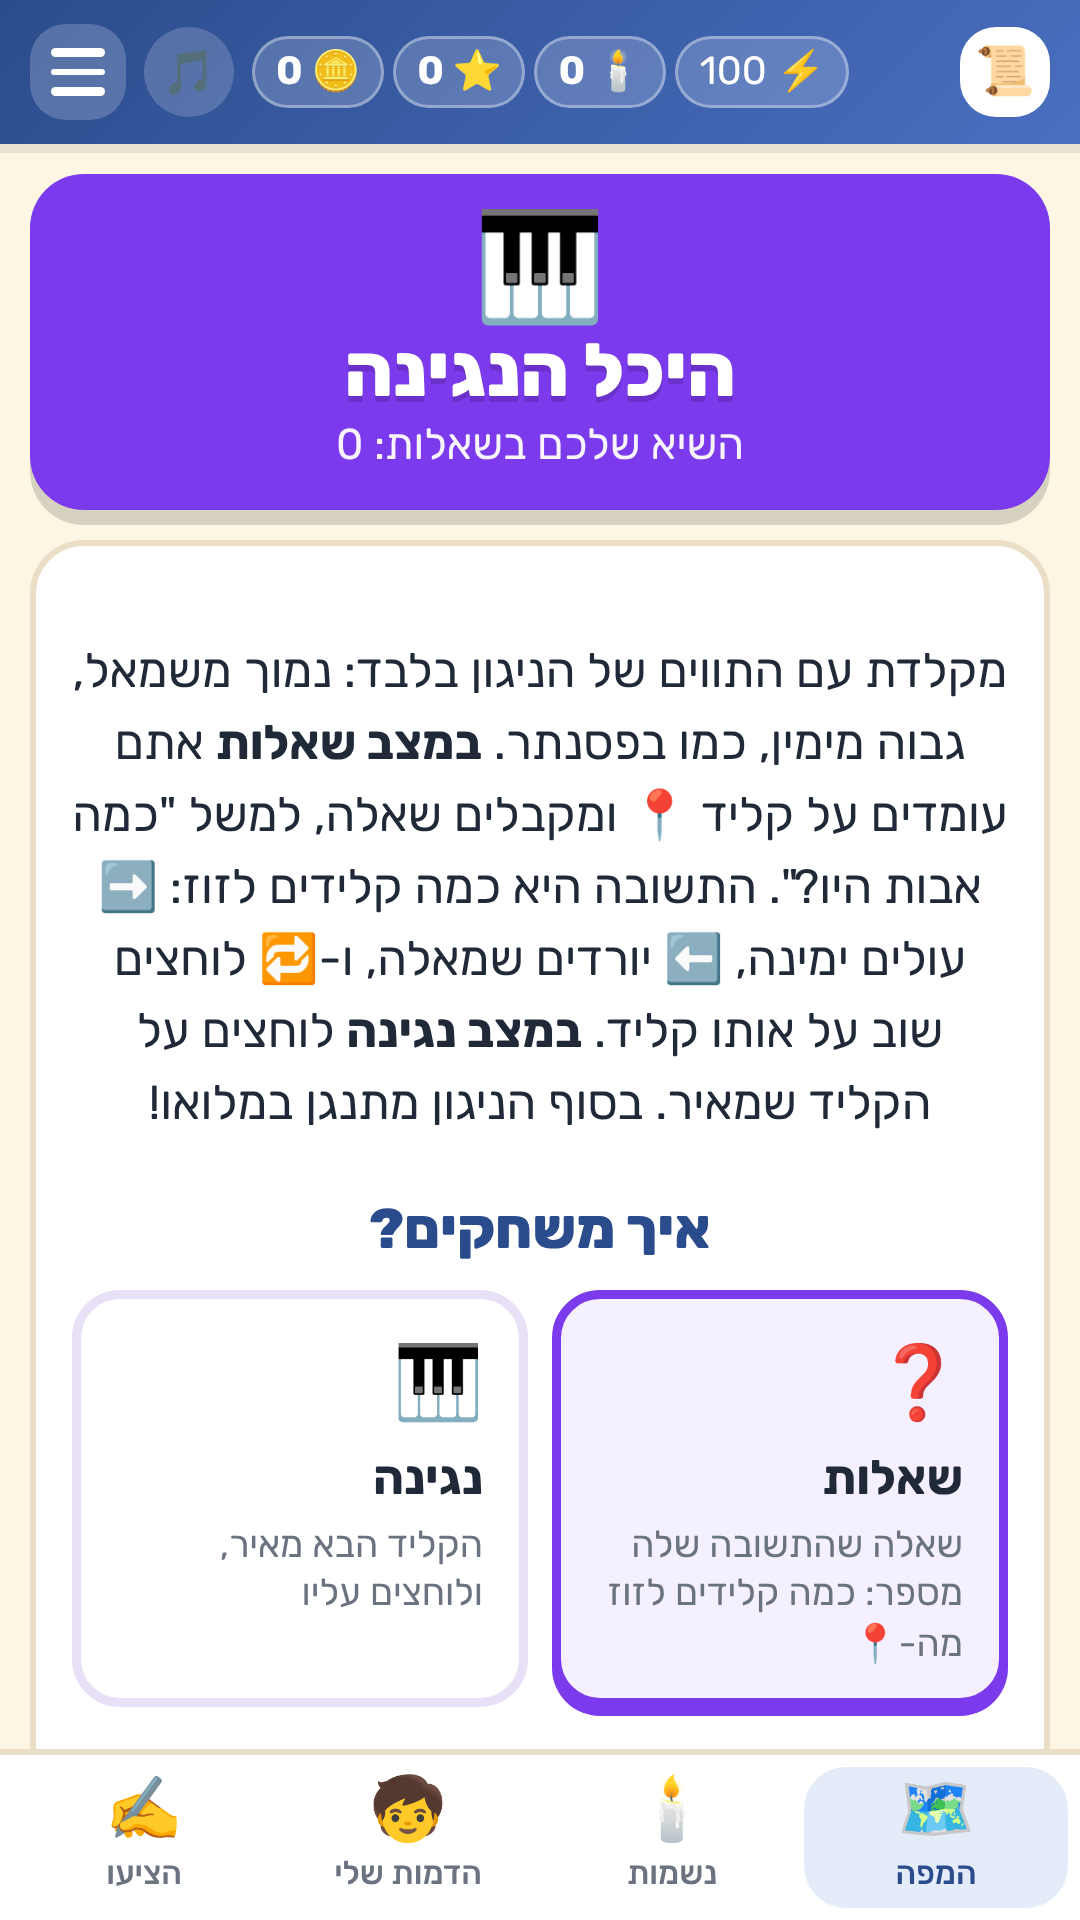 0 🪙 0 ⭐ 0 🕯️ 100 ⚡
היכל הנגינה
השיא שלכם בשאלות: 0
מקלדת עם התווים של הניגון בלבד: נמוך משמאל,
גבוה מימין, כמו בפסנתר. במצב שאלות אתם
עומדים על קליד 📍 ומקבלים שאלה, למשל "כמה
אבות היו?". התשובה היא כמה קלידים לזוז: ➡️
עולים ימינה, ⬅️ יורדים שמאלה, ו-🔁 לוחצים
שוב על אותו קליד. במצב נגינה לוחצים על
הקליד שמאיר. בסוף הניגון מתנגן במלואו!
איך משחקים?
שאלות
שאלה שהתשובה שלה
מספר: כמה קלידים לזוז
מה-📍
נגינה
הקליד הבא מאיר,
ולוחצים עליו
המפה
נשמות
הדמות שלי
הציעו